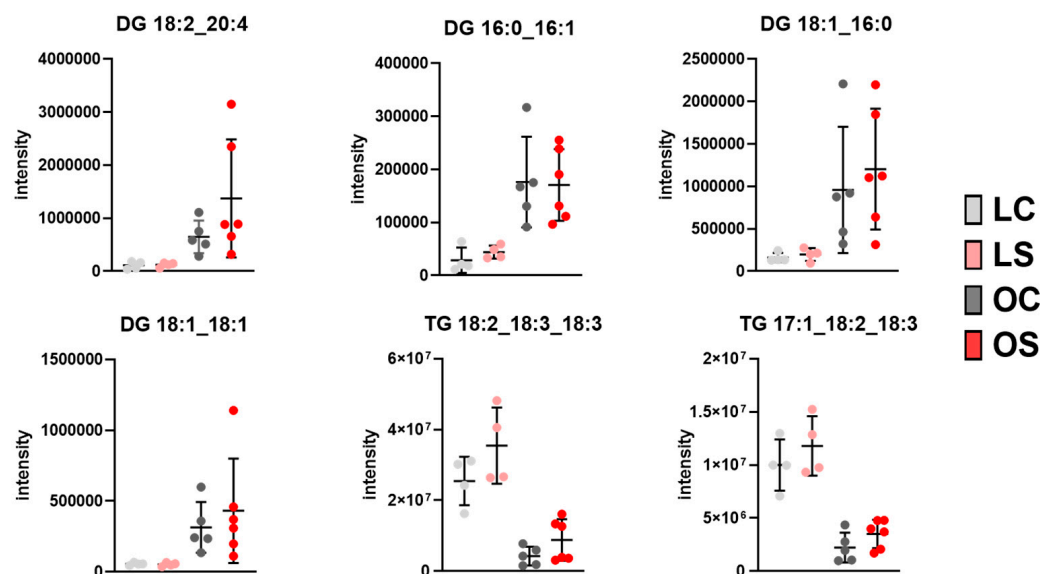 DG 18:2_20:4
intensity
4000000
3000000
2000000
1000000
0
DG 16:0_16:1
intensity
400000
300000
200000
100000
0
DG 18:1_16:0
intensity
2500000
2000000
1500000
1000000
500000
0
DG 18:1_18:1
intensity
1500000
1000000
500000
0
TG 18:2_18:3_18:3
intensity
6×10⁷
4×10⁷
2×10⁷
0
TG 17:1_18:2_18:3
intensity
2×10⁷
1.5×10⁷
1×10⁷
5×10⁶
0
LC
LS
OC
OS